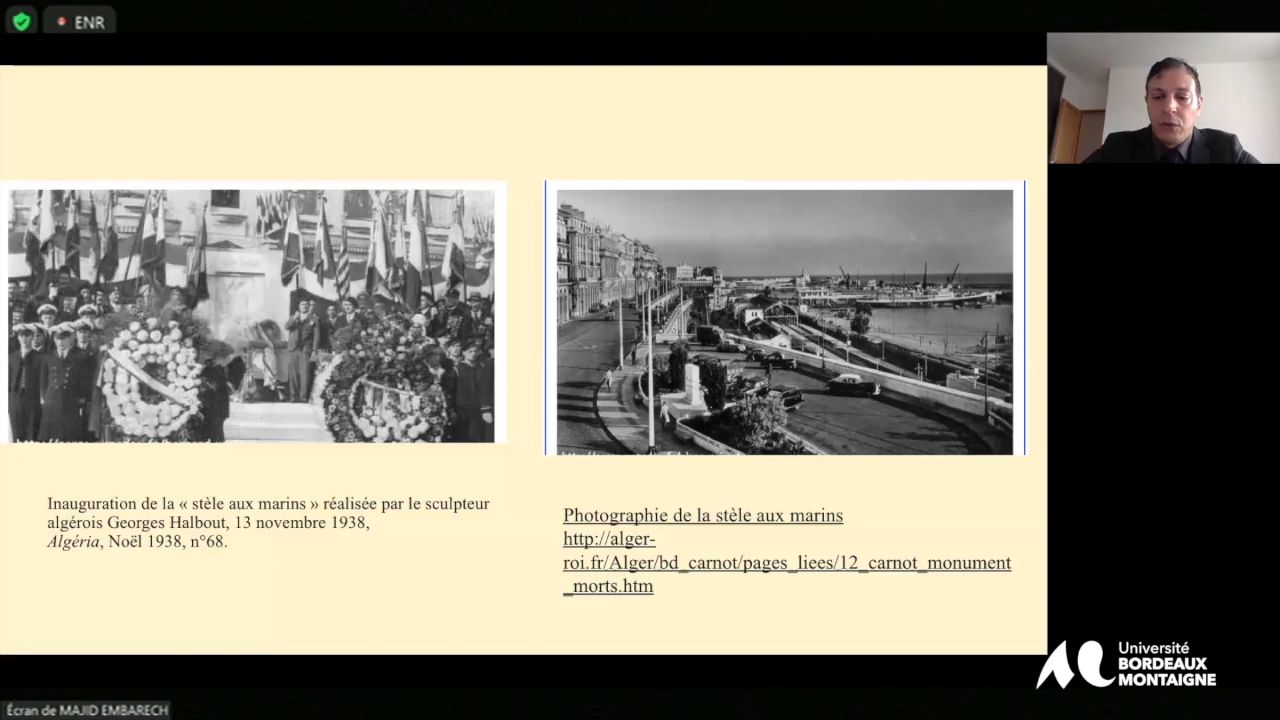 ENR
Inauguration de la « stèle aux marins » réalisée par le sculpteur
algérois Georges Halbout, 13 novembre 1938,
Algéria, Noël 1938, n°68.
Photographie de la stèle aux marins
http://alger-
roi.fr/Alger/bd_carnot/pages_liees/12_carnot_monument
_morts.htm
Université
BORDEAUX
MONTAIGNE
Écran de MAJID EMBARECH